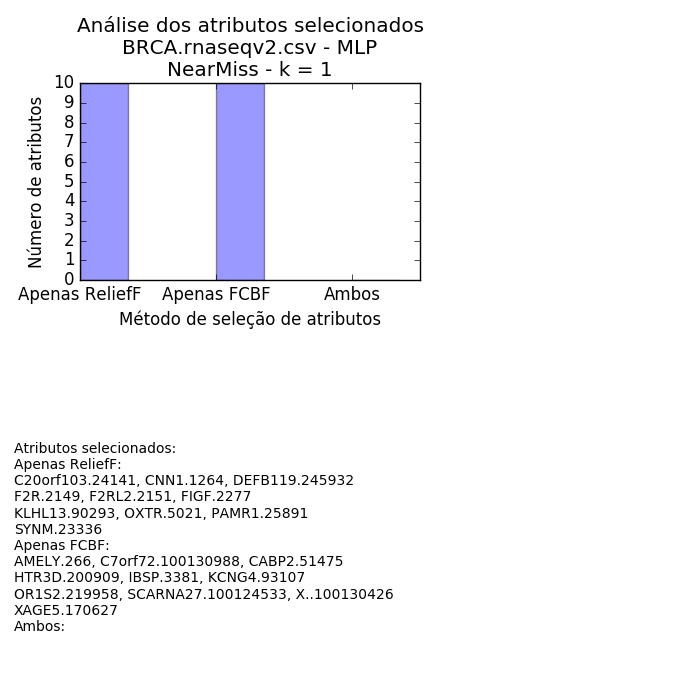 Análise dos atributos selecionados
BRCA.rnaseqv2.csv - MLP
NearMiss - k = 1
10
9
8
7
6
5
4
3
2
1
0
Número de atributos
Apenas ReliefF Apenas FCBF Ambos
Método de seleção de atributos
Atributos selecionados:
Apenas ReliefF:
C20orf103.24141, CNN1.1264, DEFB119.245932
F2R.2149, F2RL2.2151, FIGF.2277
KLHL13.90293, OXTR.5021, PAMR1.25891
SYNM.23336
Apenas FCBF:
AMELY.266, C7orf72.100130988, CABP2.51475
HTR3D.200909, IBSP.3381, KCNG4.93107
OR1S2.219958, SCARNA27.100124533, X..100130426
XAGE5.170627
Ambos: